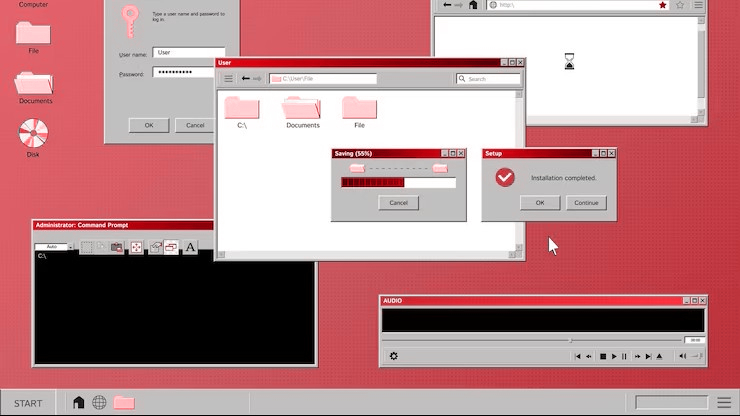 Computer
File
Documents
Disk
Type a user name and password to
log in.
User name:
User
Password:
••••••••••
OK
Cancel
http:\
User
C:\User\File
Search
C:\
Documents
File
Saving (55%)
Cancel
Setup
Installation completed.
OK
Continue
Administrator: Command Prompt
Auto
A
C:\
AUDIO
00:00
START